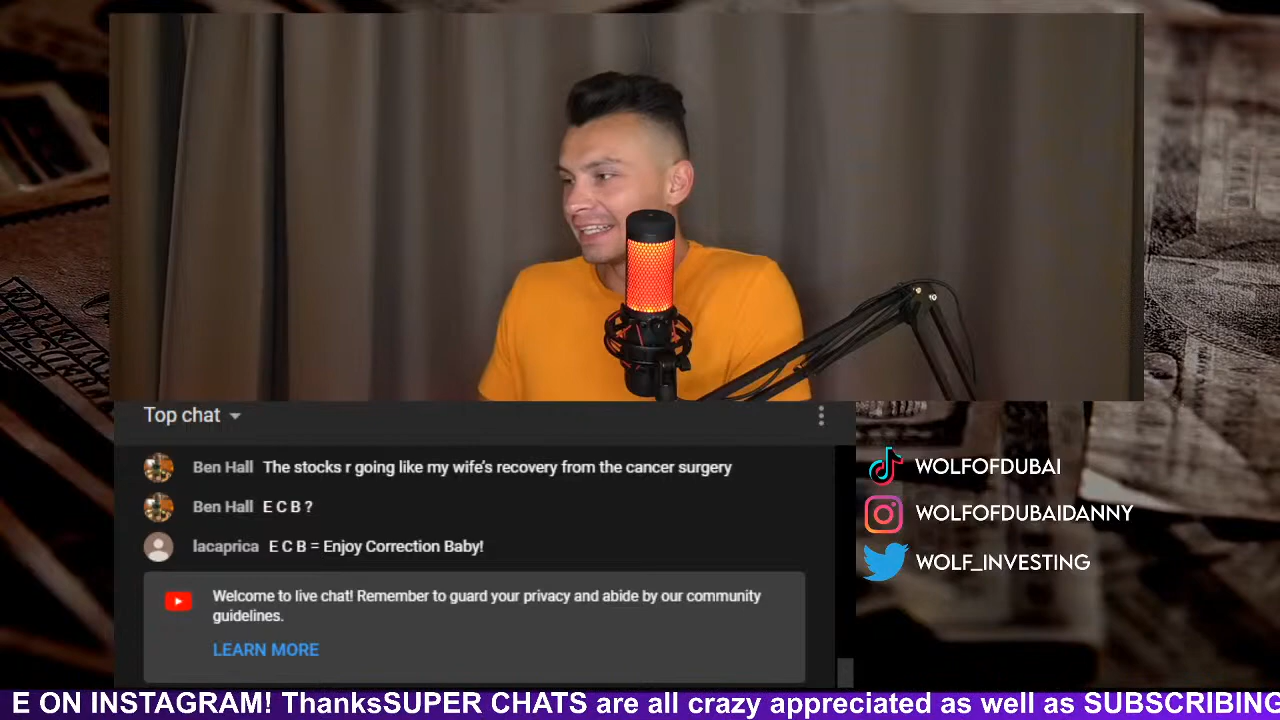 Top chat
Ben Hall The stocks r going like my wife's recovery from the cancer surgery
Ben Hall E C B ?
lacaprica E C B = Enjoy Correction Baby!
Welcome to live chat! Remember to guard your privacy and abide by our community
guidelines.
LEARN MORE
WOLFOFDUBAI
WOLFOFDUBAIDANNY
WOLF_INVESTING
E ON INSTAGRAM! ThanksSUPER CHATS are all crazy appreciated as well as SUBSCRIBING